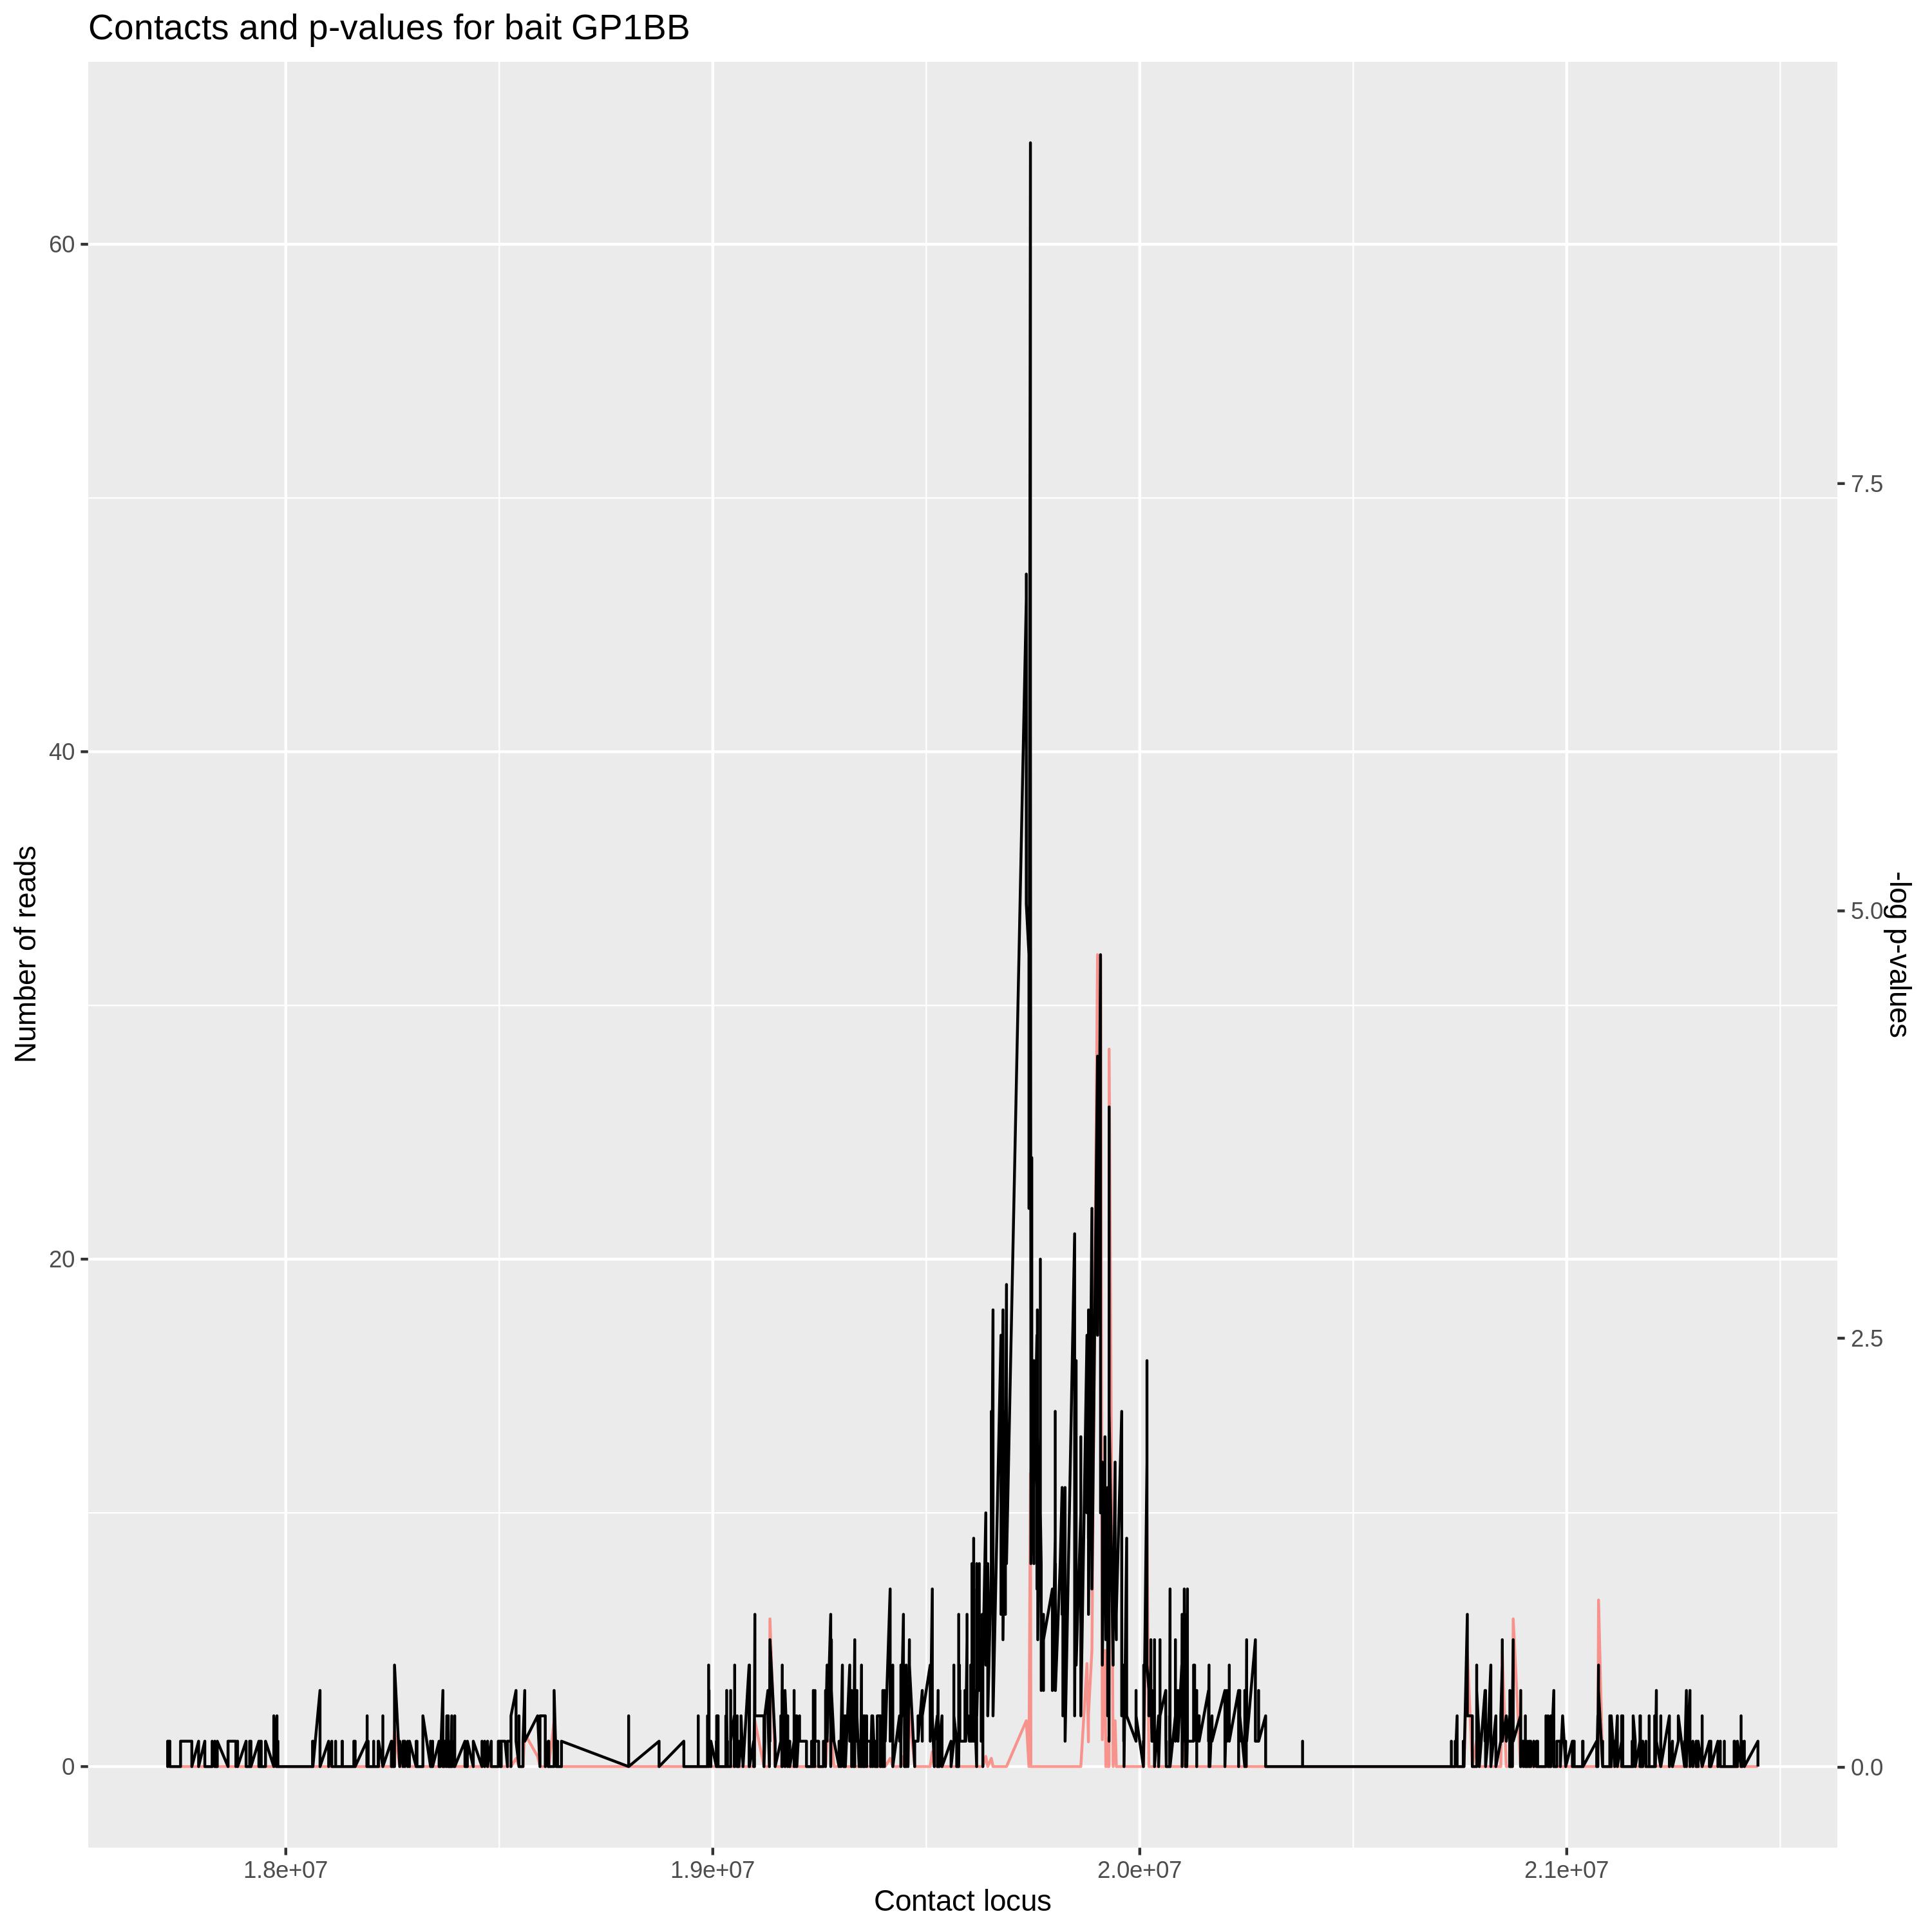 Contacts and p-values for bait GP1BB
60
40
20
0
Number of reads
7.5
5.0
2.5
0.0
-log p-values
1.8e+07
1.9e+07
2.0e+07
2.1e+07
Contact locus